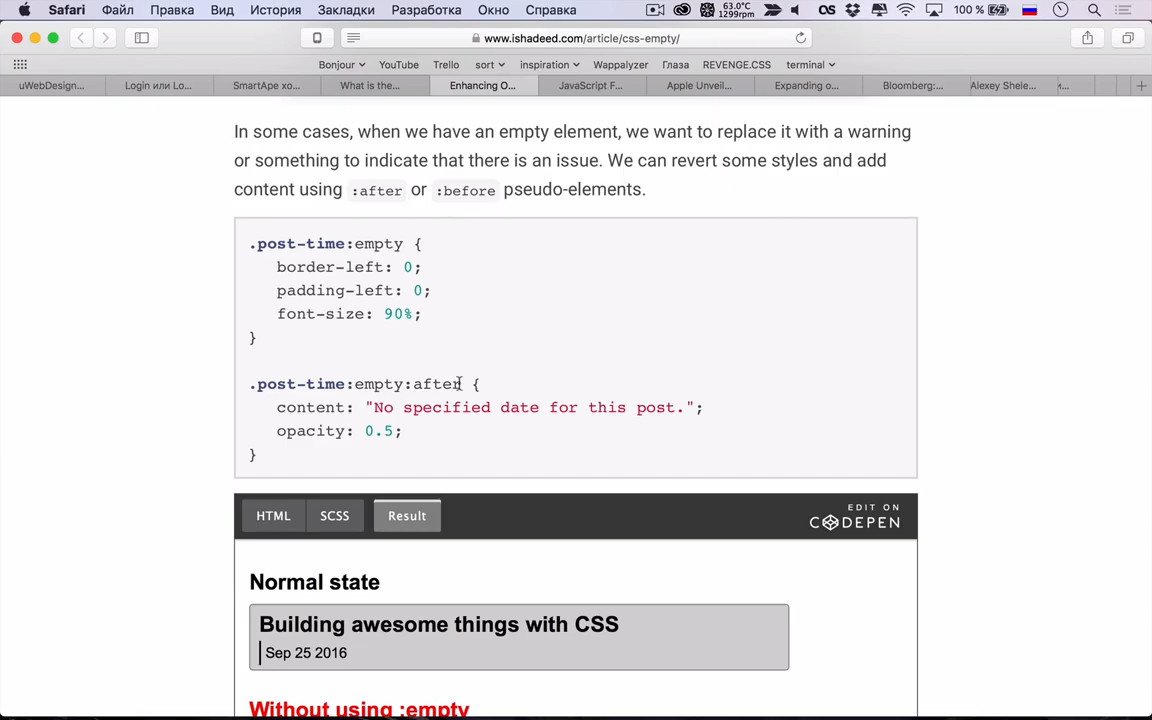 Safari Файл Правка Вид История Закладки Разработка Окно Справка 63.0°C 1299rpm 100 %
www.ishadeed.com/article/css-empty/
Bonjour YouTube Trello sort inspiration Wappalyzer Глаза REVENGE.CSS terminal
uWebDesign... Login или Lo... SmartApe хо... What is the... Enhancing O... JavaScript F... Apple Unveil... Expanding o... Bloomberg:... Alexey Shele...
In some cases, when we have an empty element, we want to replace it with a warning
or something to indicate that there is an issue. We can revert some styles and add
content using :after or :before pseudo-elements.
.post-time:empty {
border-left: 0;
padding-left: 0;
font-size: 90%;
}
.post-time:empty:after {
content: "No specified date for this post.";
opacity: 0.5;
}
HTML SCSS Result EDIT ON
CODEPEN
Normal state
Building awesome things with CSS
Sep 25 2016
Without using :empty